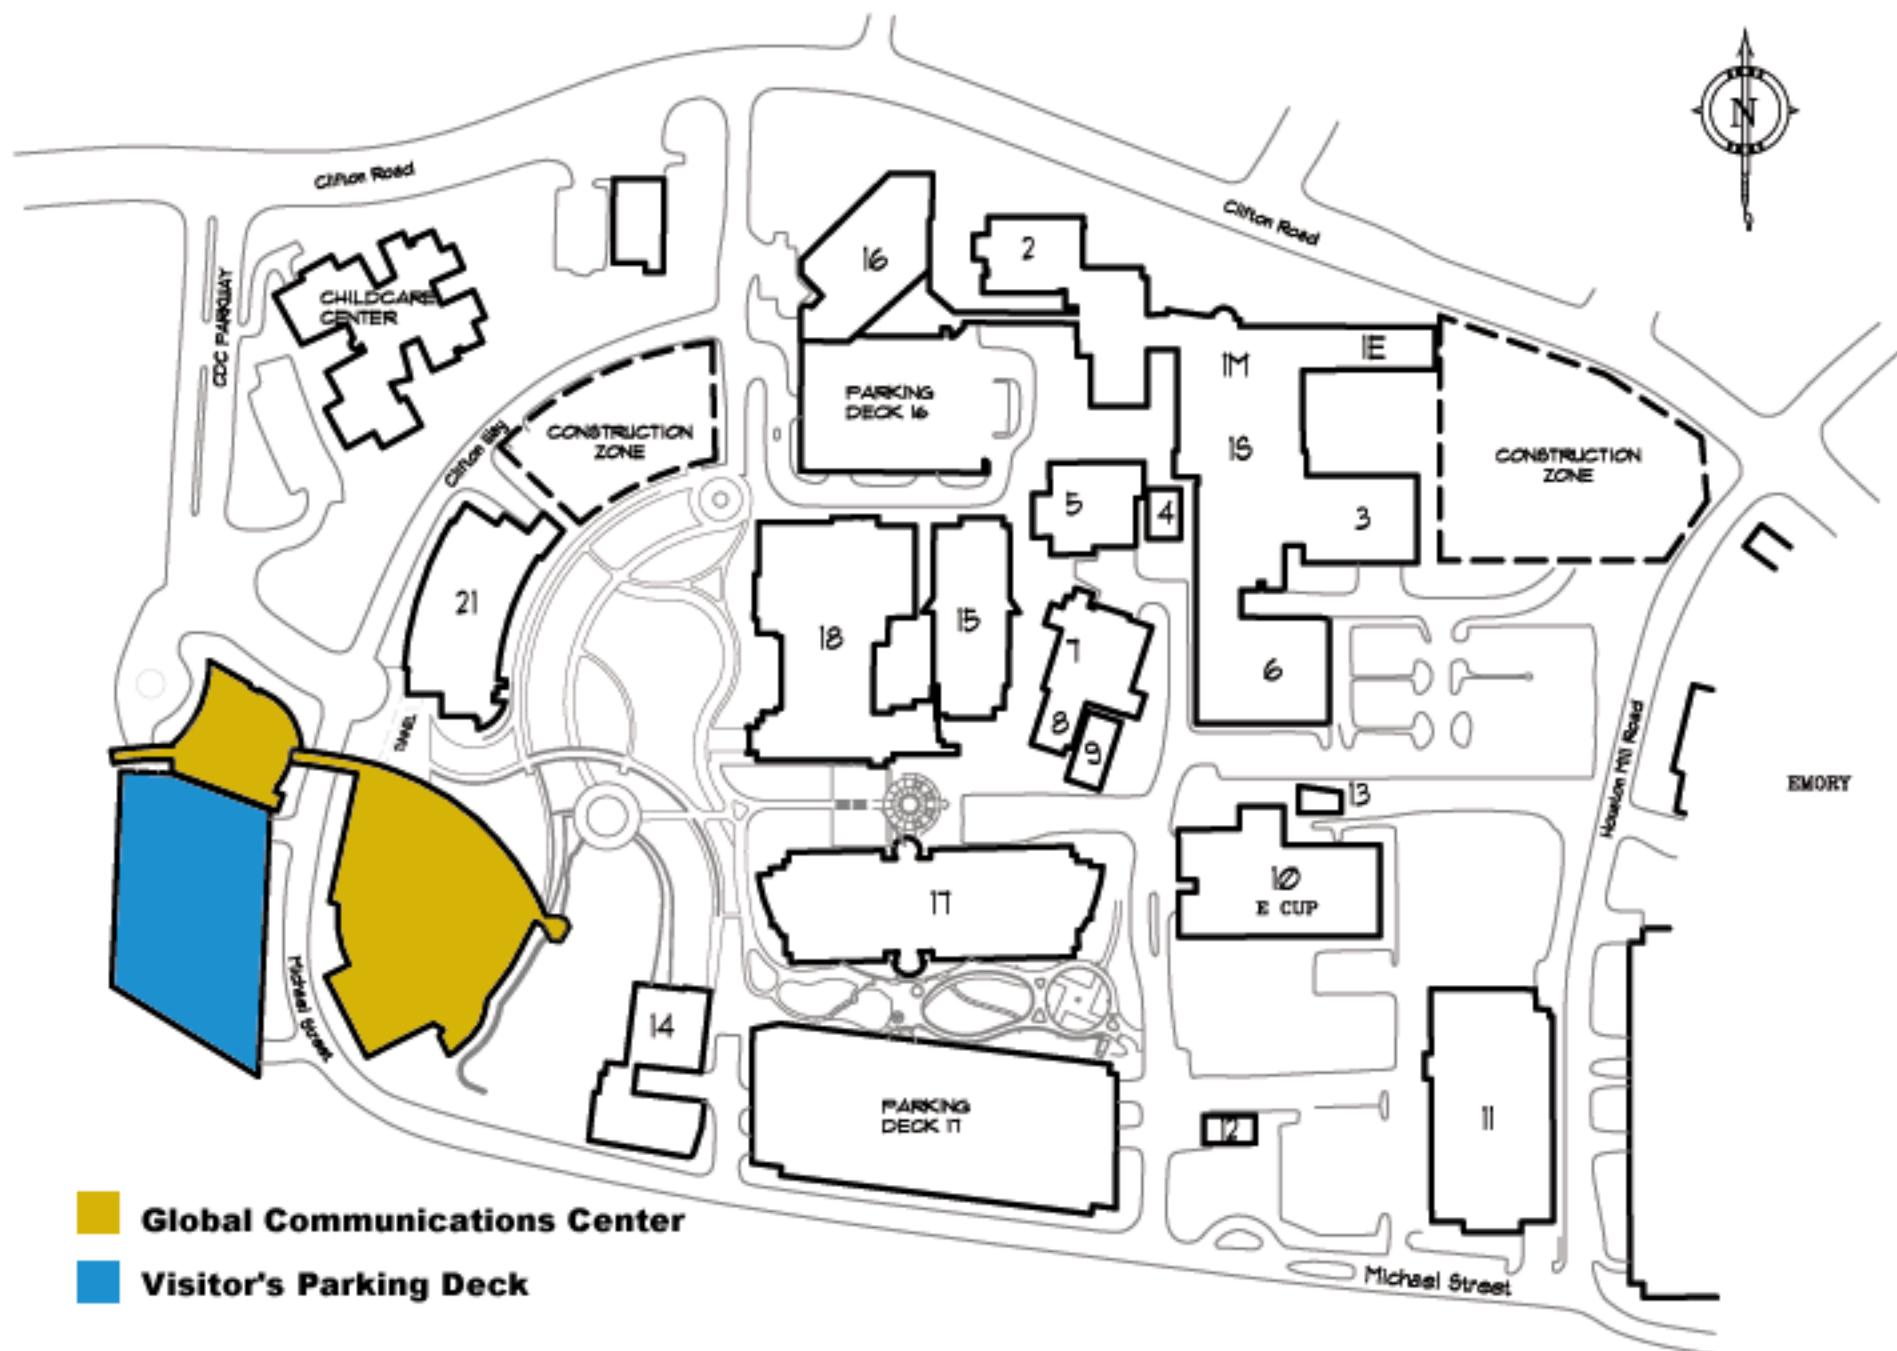 N
Clifton Road
Clifton Road
CDC PARKWAY
CHILDCARE
CENTER
16
2
1M
1E
PARKING
DECK 16
Clifton Way
CONSTRUCTION
ZONE
1S
CONSTRUCTION
ZONE
5
4
3
21
18
15
7
6
8
9
TUNNEL
Houston Mill Road
EMORY
13
10
E CUP
17
Michael Street
14
PARKING
DECK 17
12
11
Michael Street
Global Communications Center
Visitor's Parking Deck